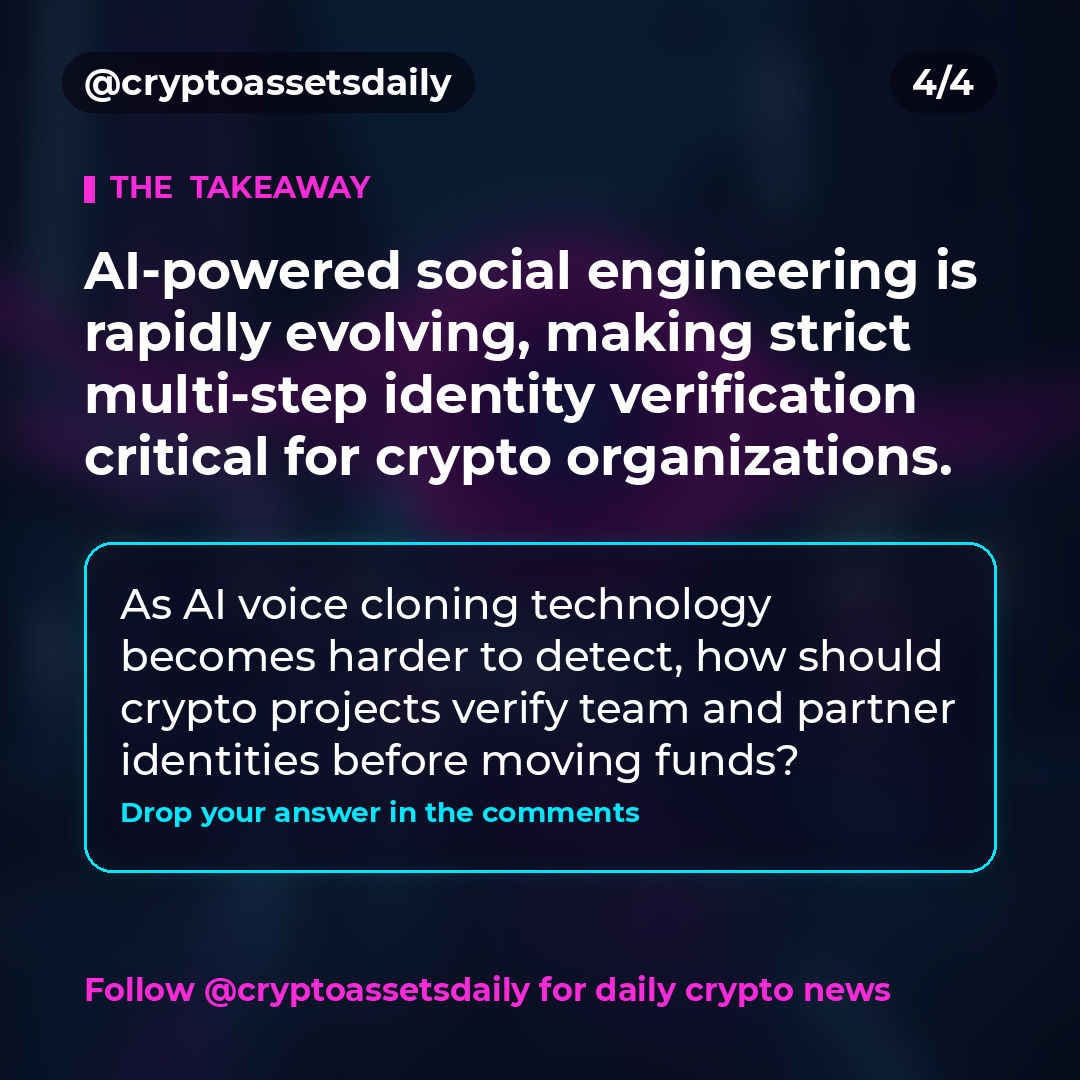 @cryptoassetsdaily
4/4
THE TAKEAWAY
AI-powered social engineering is
rapidly evolving, making strict
multi-step identity verification
critical for crypto organizations.
As AI voice cloning technology
becomes harder to detect, how should
crypto projects verify team and partner
identities before moving funds?
Drop your answer in the comments
Follow @cryptoassetsdaily for daily crypto news